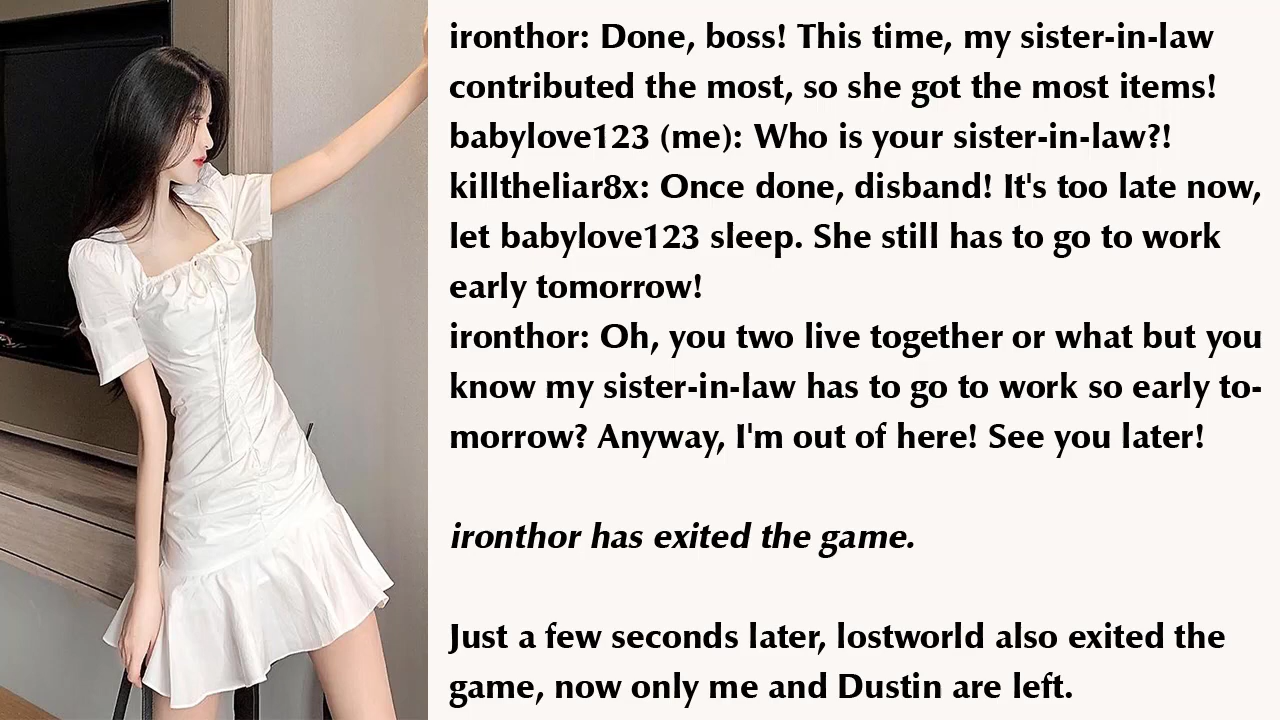 ironthor: Done, boss! This time, my sister-in-law
contributed the most, so she got the most items!
babylove123 (me): Who is your sister-in-law?!
killtheliar8x: Once done, disband! It's too late now,
let babylove123 sleep. She still has to go to work
early tomorrow!
ironthor: Oh, you two live together or what but you
know my sister-in-law has to go to work so early to-
morrow? Anyway, I'm out of here! See you later!
ironthor has exited the game.
Just a few seconds later, lostworld also exited the
game, now only me and Dustin are left.